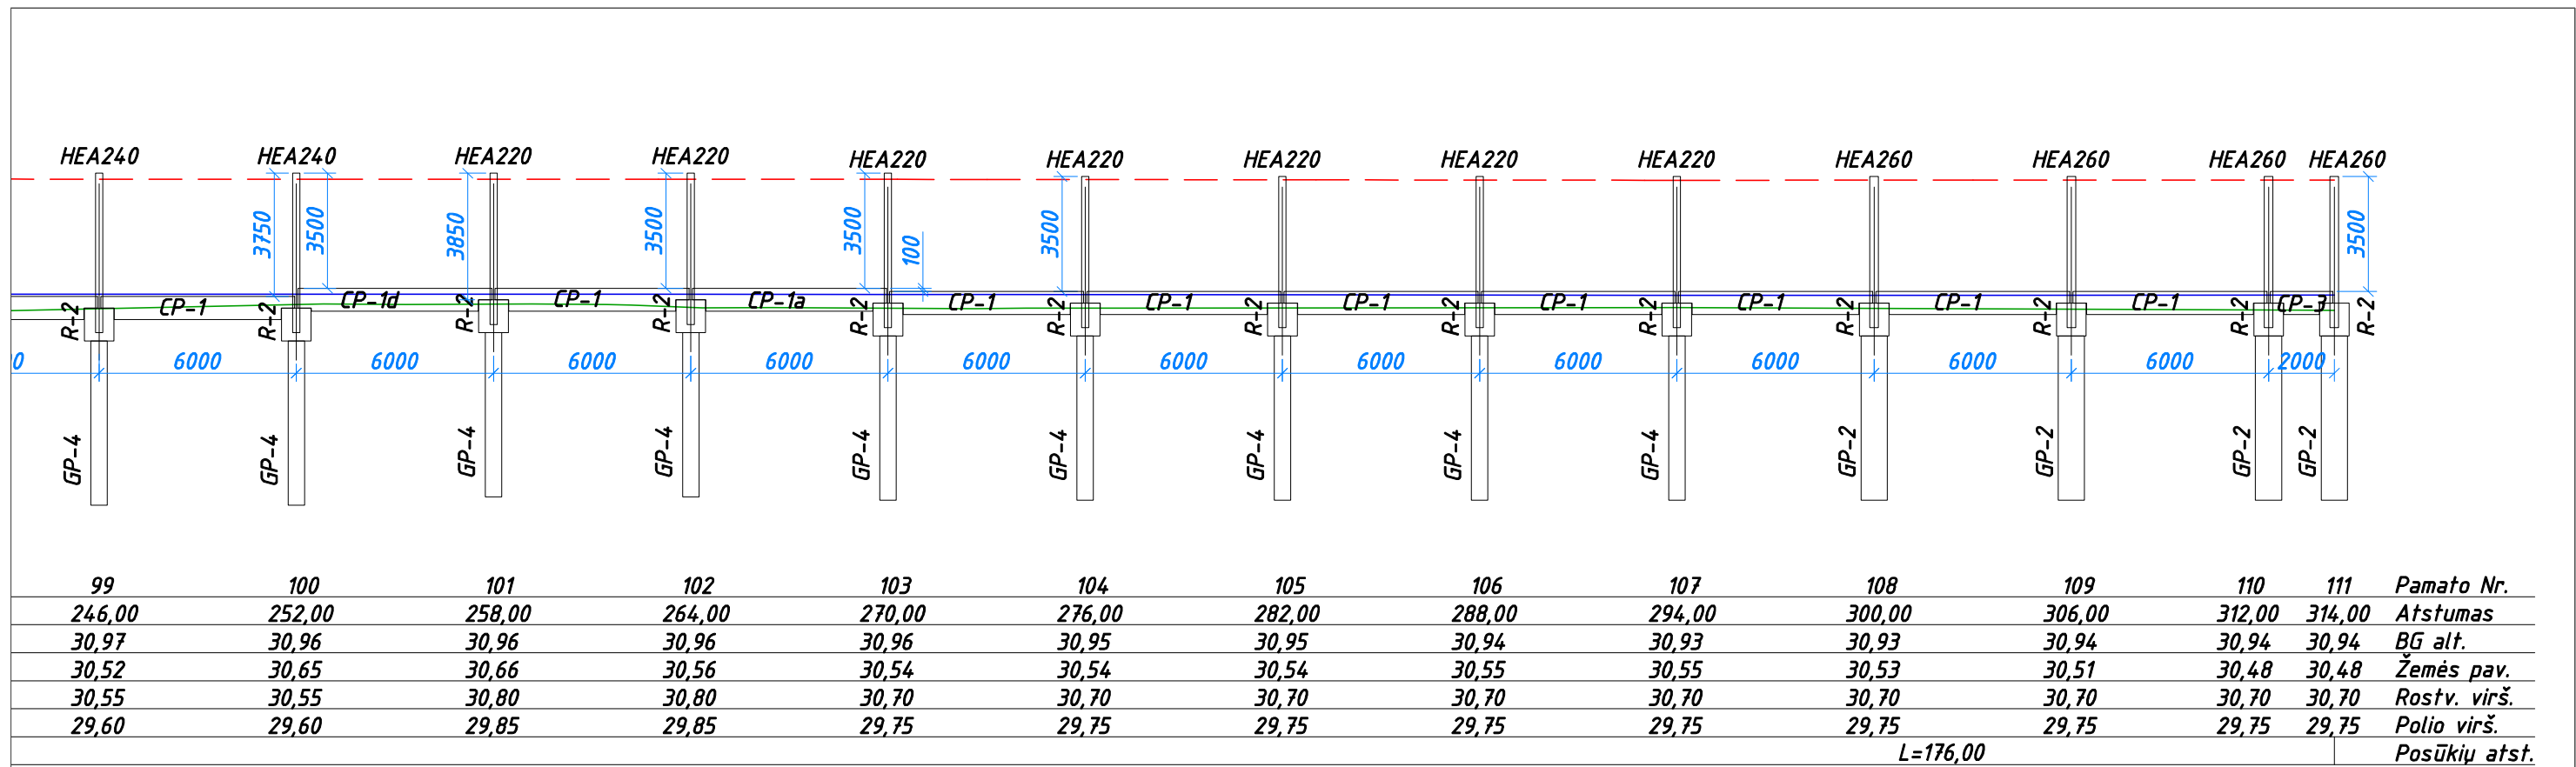 HEA240 HEA240 HEA220 HEA220 HEA220 HEA220 HEA220 HEA220 HEA220 HEA260 HEA260 HEA260 HEA260
3750 3500 3850 3500 3500 100 3500 3500
CP-1 CP-1d CP-1 CP-1a CP-1 CP-1 CP-1 CP-1 CP-1 CP-1 CP-1 CP-3
R-2 R-2 R-2 R-2 R-2 R-2 R-2 R-2 R-2 R-2 R-2 R-2 R-2
00 6000 6000 6000 6000 6000 6000 6000 6000 6000 6000 6000 2000
GP-4 GP-4 GP-4 GP-4 GP-4 GP-4 GP-4 GP-4 GP-4 GP-2 GP-2 GP-2 GP-2
99 100 101 102 103 104 105 106 107 108 109 110 111 Pamato Nr.
246,00 252,00 258,00 264,00 270,00 276,00 282,00 288,00 294,00 300,00 306,00 312,00 314,00 Atstumas
30,97 30,96 30,96 30,96 30,96 30,95 30,95 30,94 30,93 30,93 30,94 30,94 30,94 BG alt.
30,52 30,65 30,66 30,56 30,54 30,54 30,54 30,55 30,55 30,53 30,51 30,48 30,48 Žemės pav.
30,55 30,55 30,80 30,80 30,70 30,70 30,70 30,70 30,70 30,70 30,70 30,70 30,70 Rostv. virš.
29,60 29,60 29,85 29,85 29,75 29,75 29,75 29,75 29,75 29,75 29,75 29,75 29,75 Polio virš.
L=176,00 Posūkių atst.